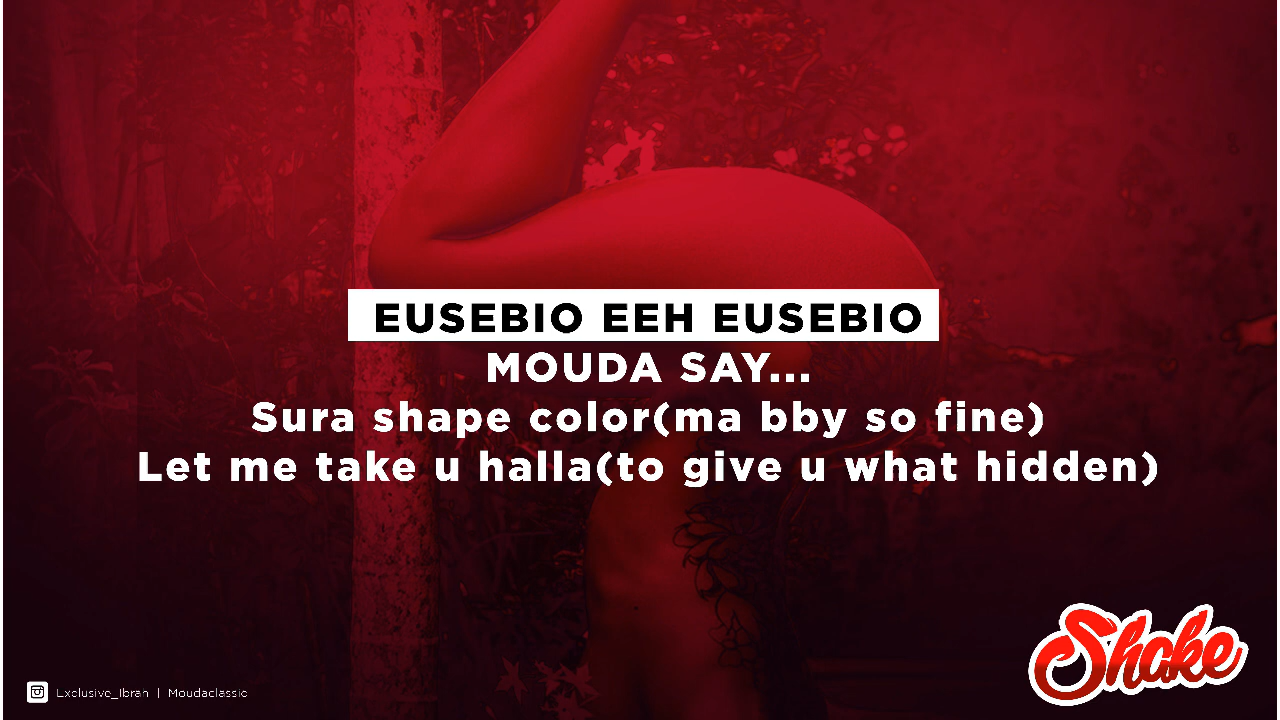 EUSEBIO EEH EUSEBIO
MOUDA SAY...
Sura shape color(ma bby so fine)
Let me take u halla(to give u what hidden)
Shake
Exclusive_Ibrah | Moudaclassic